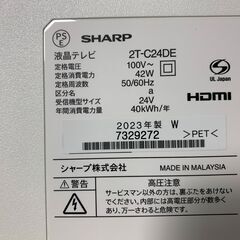 PS
E
SHARP
液晶テレビ 2T-C24DE
定格電圧 100V~
定格消費電力 42W
定格周波数 50/60Hz
区分名 a
受信機型サイズ 24V
年間消費電力量 40kWh/年
UL Japan
HDMI
2023年製 W
7329272
>PET<
シャープ株式会社 MADE IN MALAYSIA
警告
高圧注意
サービスマン以外の方は、裏ぶたをあけないでください。
内部には高電圧部分が数多くあり、万一さわると危険です。